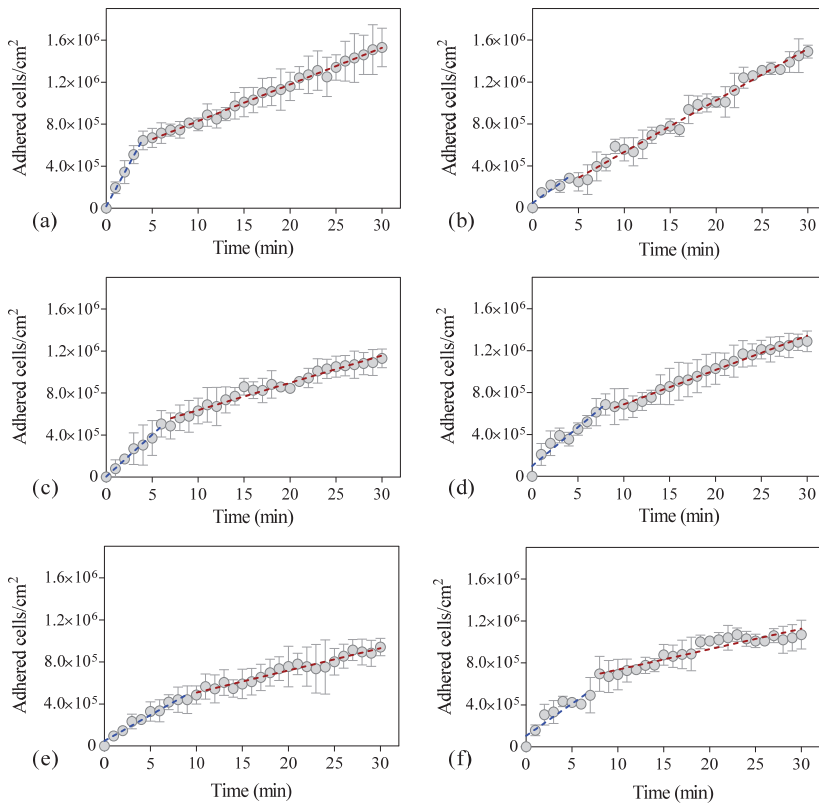 Adhered cells/cm²
1.6×10⁶
1.2×10⁶
8.0×10⁵
4.0×10⁵
0
0 5 10 15 20 25 30
Time (min)
(a)
Adhered cells/cm²
1.6×10⁶
1.2×10⁶
8.0×10⁵
4.0×10⁵
0
0 5 10 15 20 25 30
Time (min)
(b)
Adhered cells/cm²
1.6×10⁶
1.2×10⁶
8.0×10⁵
4.0×10⁵
0
0 5 10 15 20 25 30
Time (min)
(c)
Adhered cells/cm²
1.6×10⁶
1.2×10⁶
8.0×10⁵
4.0×10⁵
0
0 5 10 15 20 25 30
Time (min)
(d)
Adhered cells/cm²
1.6×10⁶
1.2×10⁶
8.0×10⁵
4.0×10⁵
0
0 5 10 15 20 25 30
Time (min)
(e)
Adhered cells/cm²
1.6×10⁶
1.2×10⁶
8.0×10⁵
4.0×10⁵
0
0 5 10 15 20 25 30
Time (min)
(f)